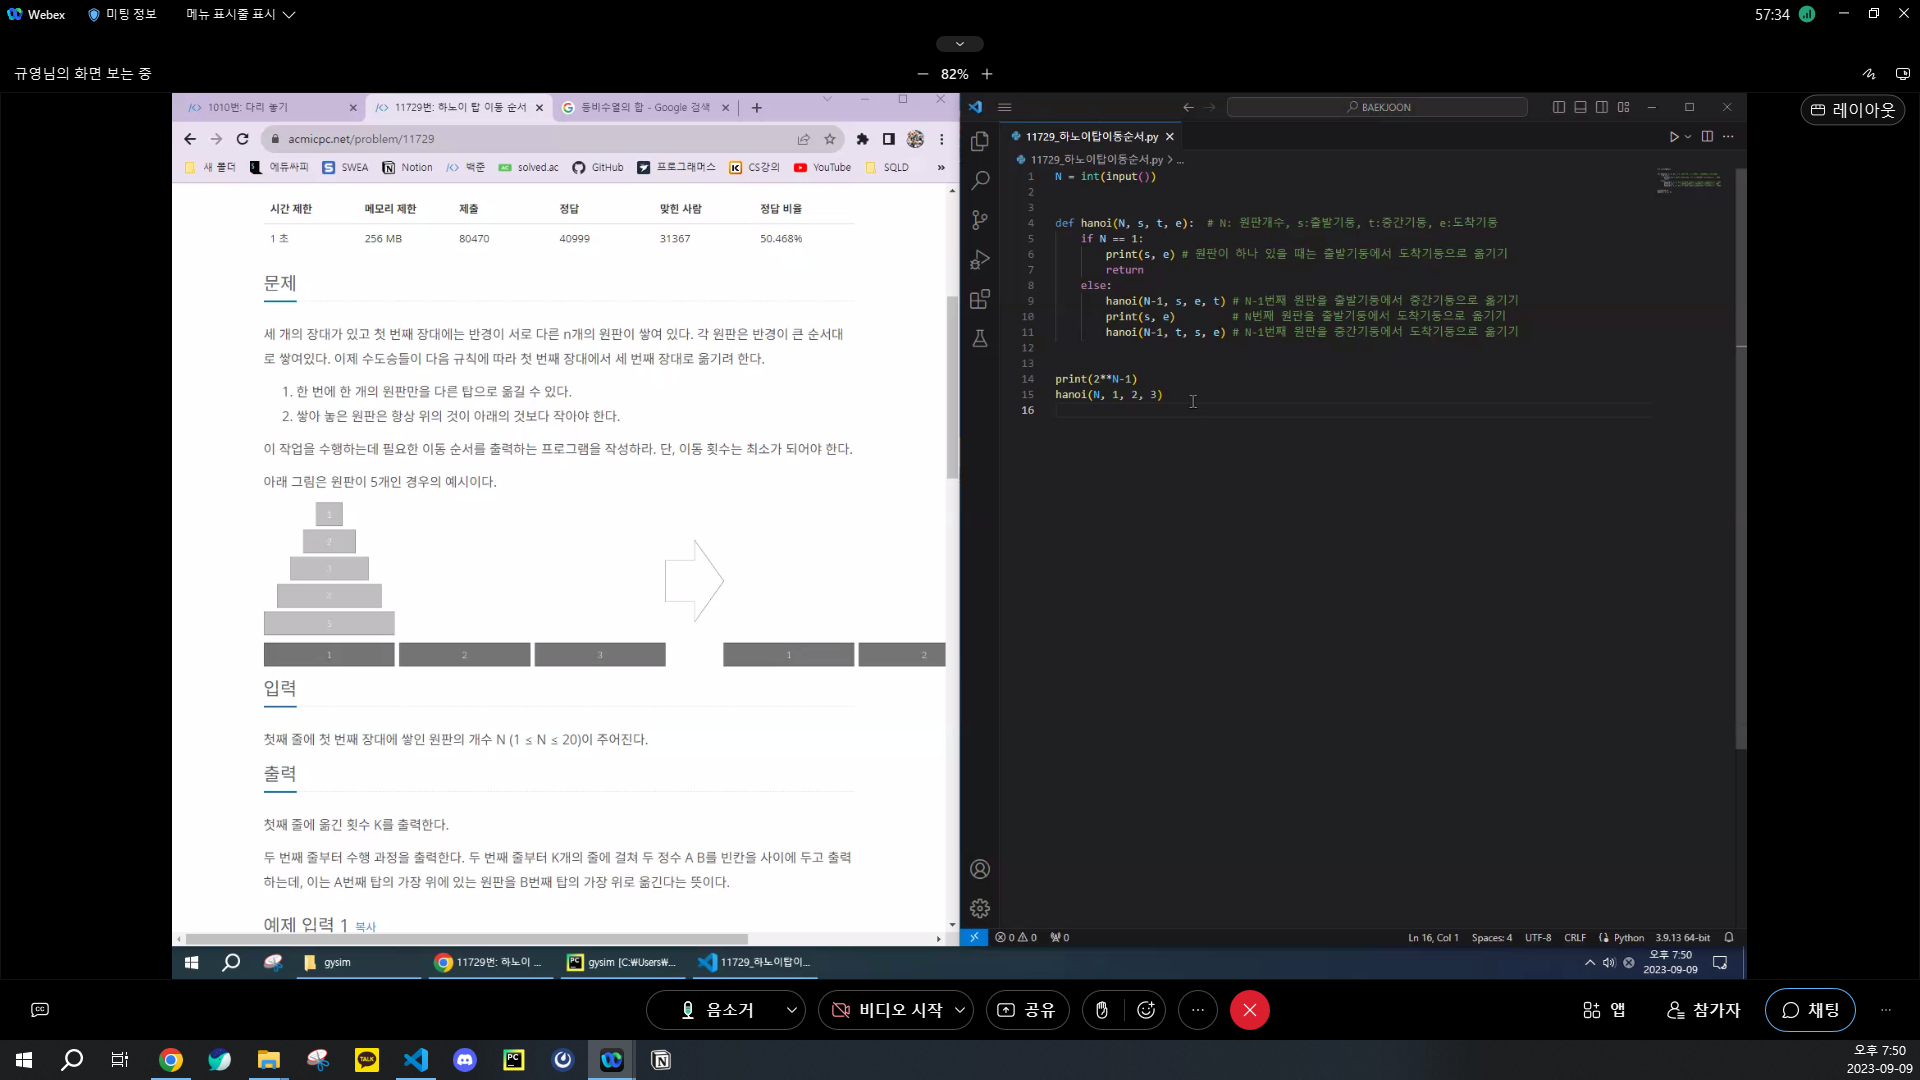 Webex 미팅 정보 메뉴 표시줄 표시 57:34
규영님의 화면 보는 중 82%
레이아웃
1010번: 다리 놓기 11729번: 하노이 탑 이동 순서 등비수열의 합 - Google 검색
acmicpc.net/problem/11729
새 폴더 에듀싸피 SWEA Notion 백준 solved.ac GitHub 프로그래머스 CS강의 YouTube SQLD »
시간 제한 메모리 제한 제출 정답 맞힌 사람 정답 비율
1 초 256 MB 80470 40999 31367 50.468%
문제
세 개의 장대가 있고 첫 번째 장대에는 반경이 서로 다른 n개의 원판이 쌓여 있다. 각 원판은 반경이 큰 순서대
로 쌓여있다. 이제 수도승들이 다음 규칙에 따라 첫 번째 장대에서 세 번째 장대로 옮기려 한다.
1. 한 번에 한 개의 원판만을 다른 탑으로 옮길 수 있다.
2. 쌓아 놓은 원판은 항상 위의 것이 아래의 것보다 작아야 한다.
이 작업을 수행하는데 필요한 이동 순서를 출력하는 프로그램을 작성하라. 단, 이동 횟수는 최소가 되어야 한다.
아래 그림은 원판이 5개인 경우의 예시이다.
1 2 3 1 2
입력
첫째 줄에 첫 번째 장대에 쌓인 원판의 개수 N (1 ≤ N ≤ 20)이 주어진다.
출력
첫째 줄에 옮긴 횟수 K를 출력한다.
두 번째 줄부터 수행 과정을 출력한다. 두 번째 줄부터 K개의 줄에 걸쳐 두 정수 A B를 빈칸을 사이에 두고 출력
하는데, 이는 A번째 탑의 가장 위에 있는 원판을 B번째 탑의 가장 위로 옮긴다는 뜻이다.
예제 입력 1 복사
BAEKJOON
11729_하노이탑이동순서.py
11729_하노이탑이동순서.py > ...
1 N = int(input())
2
3
4 def hanoi(N, s, t, e): # N: 원판개수, s:출발기둥, t:중간기둥, e:도착기둥
5 if N == 1:
6 print(s, e) # 원판이 하나 있을 때는 출발기둥에서 도착기둥으로 옮기기
7 return
8 else:
9 hanoi(N-1, s, e, t) # N-1번째 원판을 출발기둥에서 중간기둥으로 옮기기
10 print(s, e) # N번째 원판을 출발기둥에서 도착기둥으로 옮기기
11 hanoi(N-1, t, s, e) # N-1번째 원판을 중간기둥에서 도착기둥으로 옮기기
12
13
14 print(2**N-1)
15 hanoi(N, 1, 2, 3)
16
0 0 0 Ln 16, Col 1 Spaces: 4 UTF-8 CRLF Python 3.9.13 64-bit
gysim 11729번: 하노이 ... gysim [C:₩Users₩... 11729_하노이탑이... 오후 7:50
2023-09-09
음소거 비디오 시작 공유 앱 참가자 채팅
오후 7:50
2023-09-09